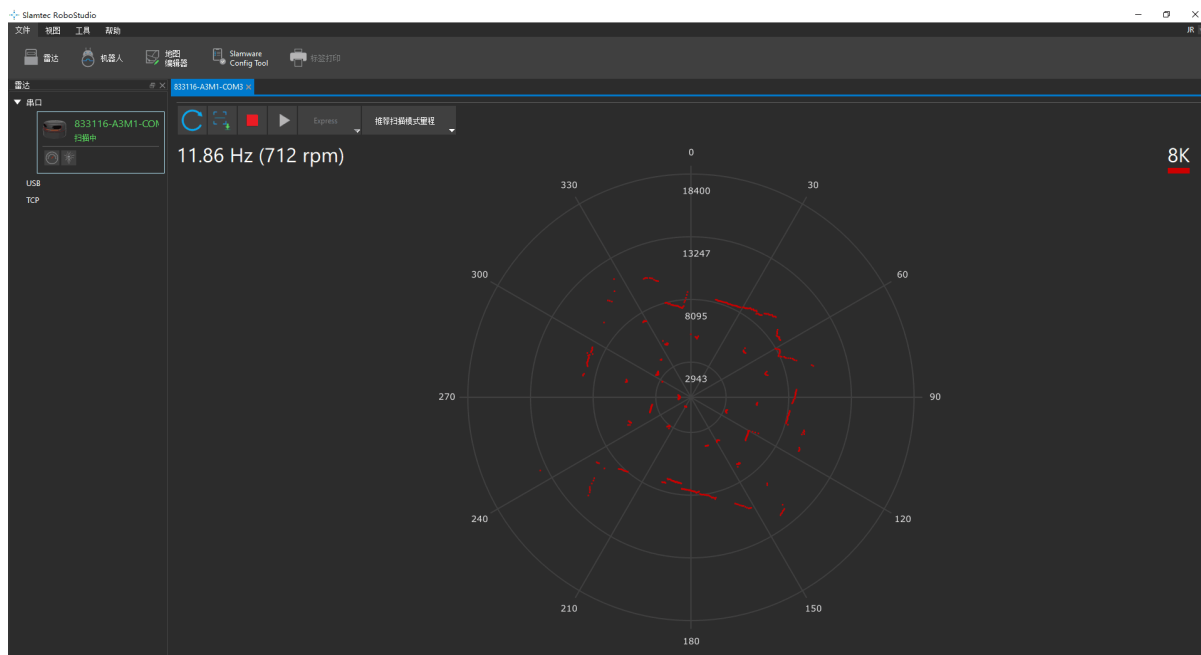 Slamtec RoboStudio
文件 视图 工具 帮助
JR
雷达 机器人 地图编辑器 Slamware Config Tool 标签打印
雷达
833116-A3M1-COM3
串口
833116-A3M1-COM
扫描中
USB
TCP
Express 推荐扫描模式量程
11.86 Hz (712 rpm)
8K
0
330
30
18400
13247
300
60
8095
2943
270
90
240
120
210
150
180